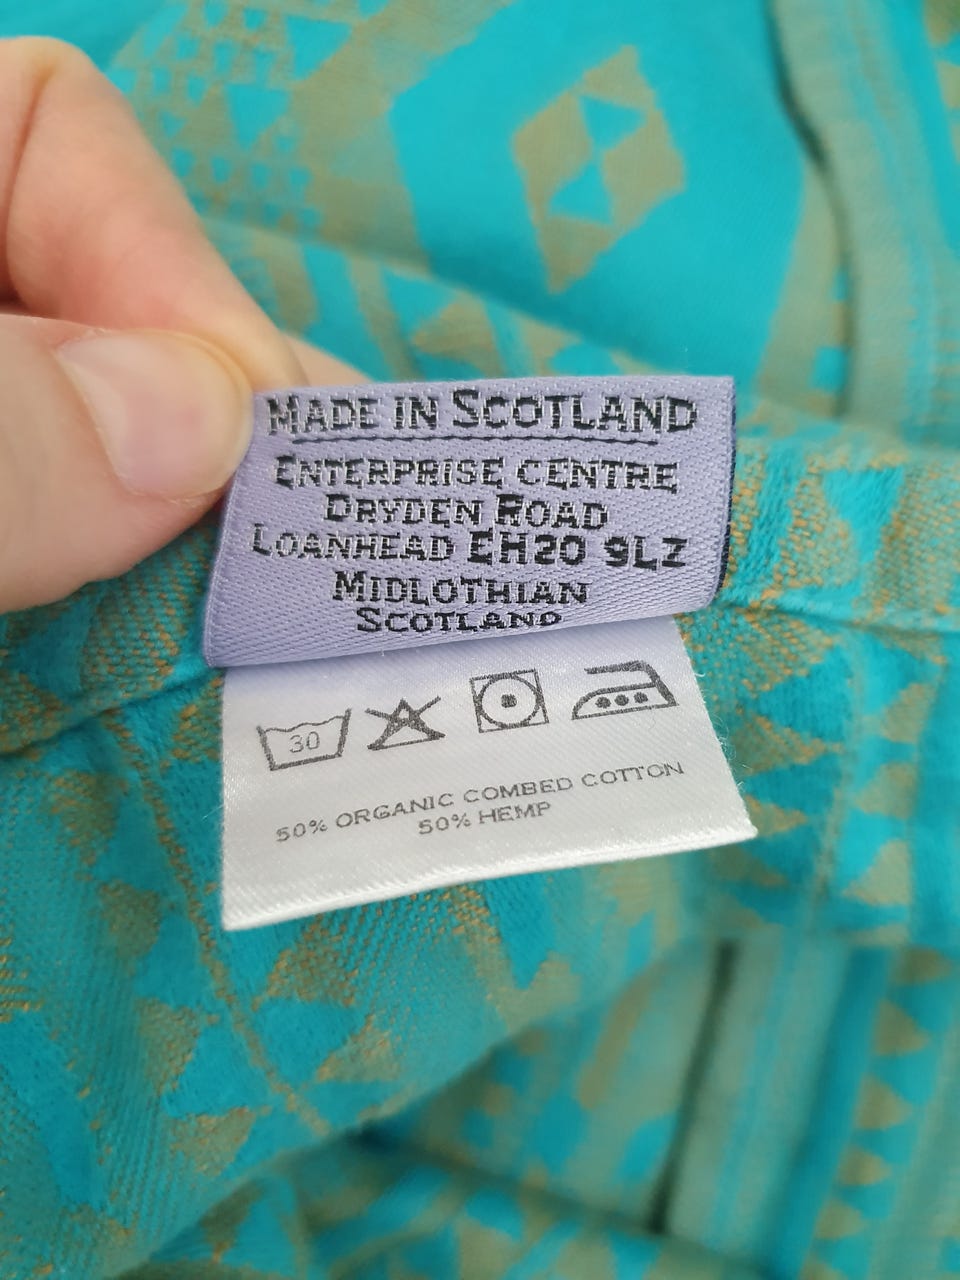 MADE IN SCOTLAND
ENTERPRISE CENTRE
DRYDEN ROAD
LOANHEAD EH20 9LZ
MIDLOTHIAN
SCOTLAND
30
50% ORGANIC COMBED COTTON
50% HEMP